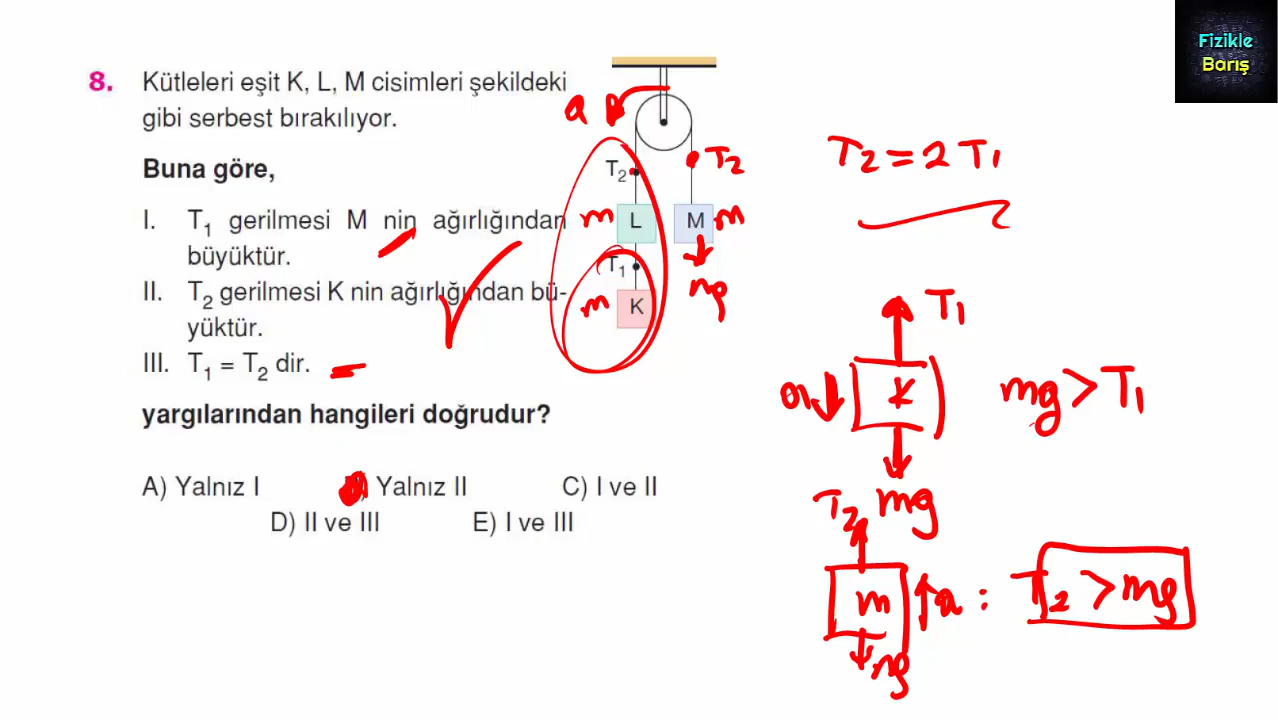 Fizikle
Barış
8. Kütleleri eşit K, L, M cisimleri şekildeki
gibi serbest bırakılıyor.
Buna göre,
I. T₁ gerilmesi M nin ağırlığından
büyüktür.
II. T₂ gerilmesi K nin ağırlığından bü-
yüktür.
III. T₁ = T₂ dir.
yargılarından hangileri doğrudur?
A) Yalnız I Yalnız II C) I ve II
D) II ve III E) I ve III
a
T₂ T₂
m L M m
T₁ mg
m K
T₂ = 2 T₁
T₁
a K mg > T₁
mg
T₂
m a : T₂ > mg
mg